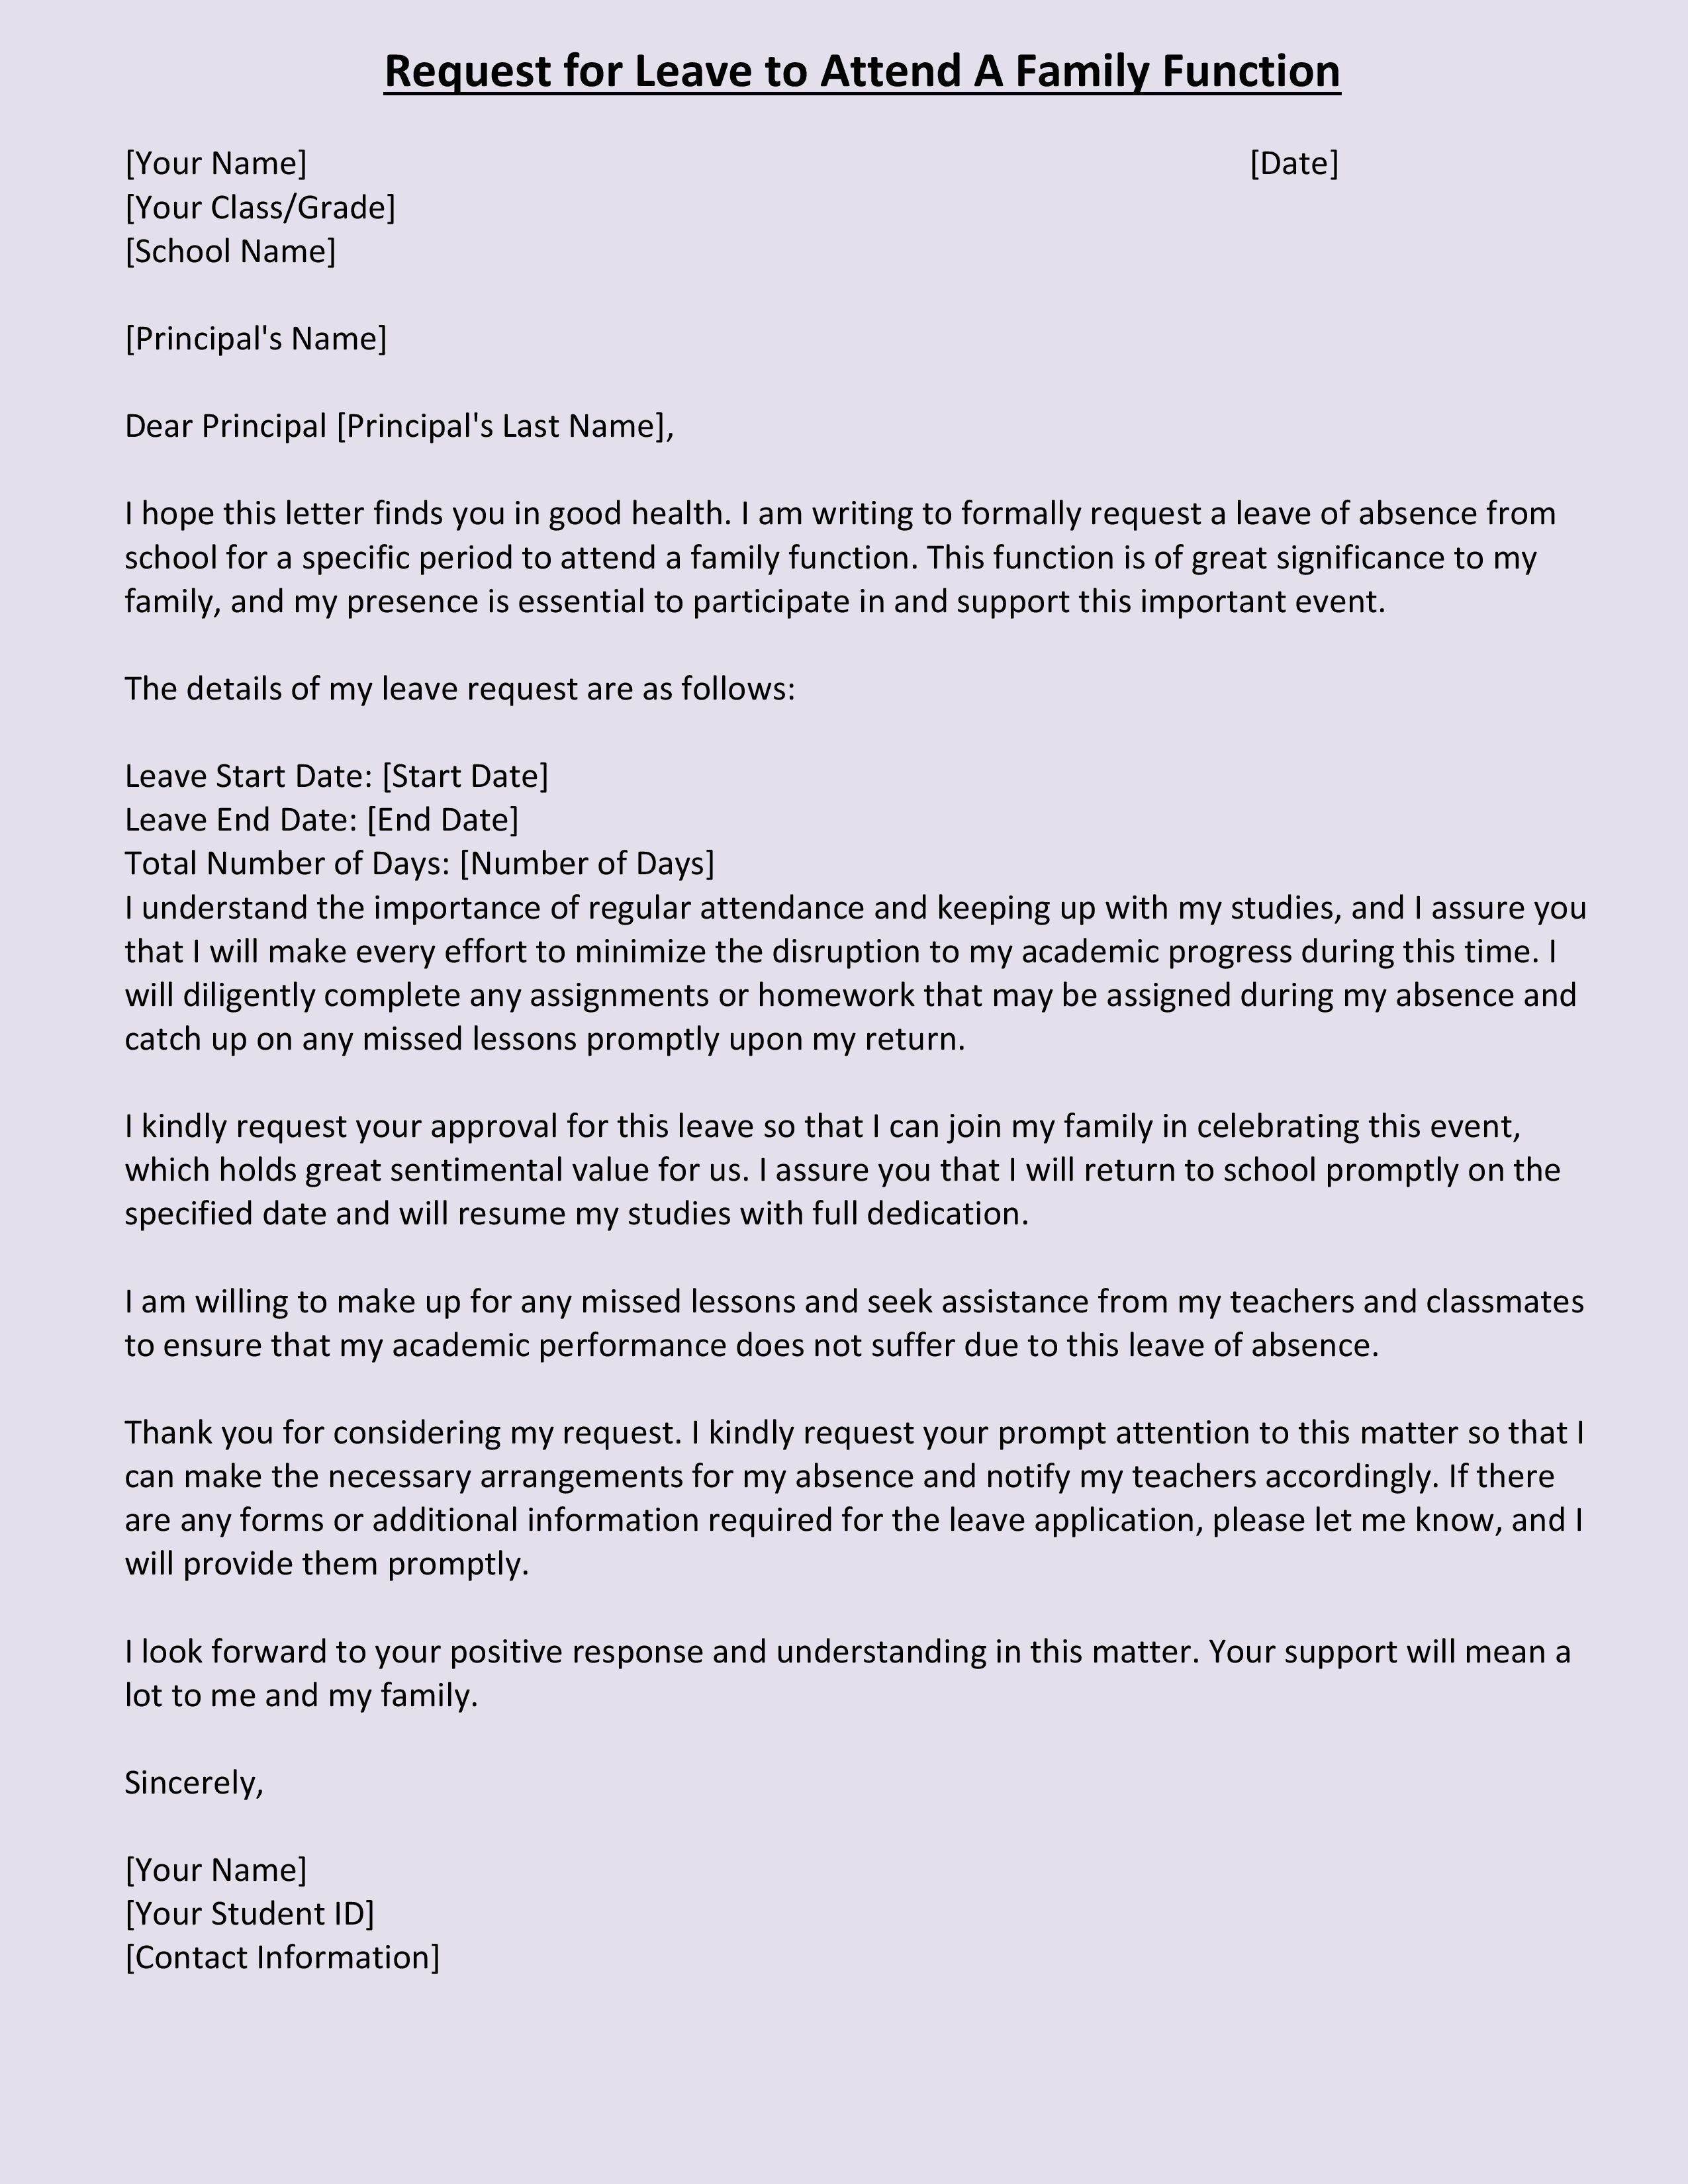 Request for Leave to Attend A Family Function
[Your Name] [Date]
[Your Class/Grade]
[School Name]
[Principal's Name]
Dear Principal [Principal's Last Name],
I hope this letter finds you in good health. I am writing to formally request a leave of absence from
school for a specific period to attend a family function. This function is of great significance to my
family, and my presence is essential to participate in and support this important event.
The details of my leave request are as follows:
Leave Start Date: [Start Date]
Leave End Date: [End Date]
Total Number of Days: [Number of Days]
I understand the importance of regular attendance and keeping up with my studies, and I assure you
that I will make every effort to minimize the disruption to my academic progress during this time. I
will diligently complete any assignments or homework that may be assigned during my absence and
catch up on any missed lessons promptly upon my return.
I kindly request your approval for this leave so that I can join my family in celebrating this event,
which holds great sentimental value for us. I assure you that I will return to school promptly on the
specified date and will resume my studies with full dedication.
I am willing to make up for any missed lessons and seek assistance from my teachers and classmates
to ensure that my academic performance does not suffer due to this leave of absence.
Thank you for considering my request. I kindly request your prompt attention to this matter so that I
can make the necessary arrangements for my absence and notify my teachers accordingly. If there
are any forms or additional information required for the leave application, please let me know, and I
will provide them promptly.
I look forward to your positive response and understanding in this matter. Your support will mean a
lot to me and my family.
Sincerely,
[Your Name]
[Your Student ID]
[Contact Information]